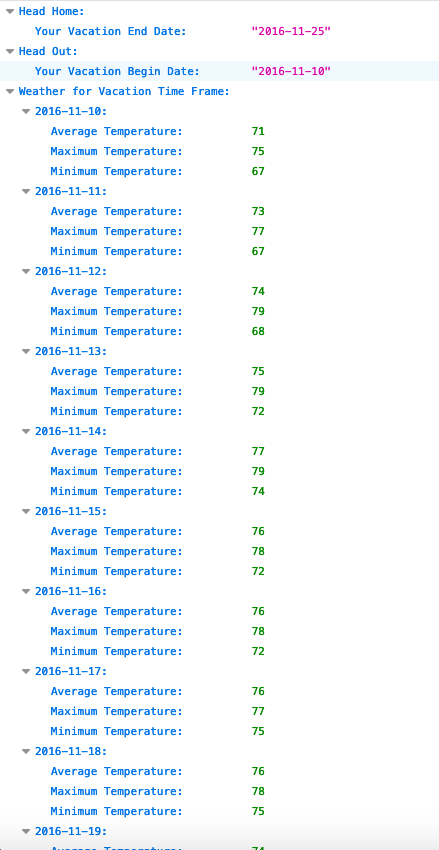 Head Home:
Your Vacation End Date: "2016-11-25"
Head Out:
Your Vacation Begin Date: "2016-11-10"
Weather for Vacation Time Frame:
2016-11-10:
Average Temperature: 71
Maximum Temperature: 75
Minimum Temperature: 67
2016-11-11:
Average Temperature: 73
Maximum Temperature: 77
Minimum Temperature: 67
2016-11-12:
Average Temperature: 74
Maximum Temperature: 79
Minimum Temperature: 68
2016-11-13:
Average Temperature: 75
Maximum Temperature: 79
Minimum Temperature: 72
2016-11-14:
Average Temperature: 77
Maximum Temperature: 79
Minimum Temperature: 74
2016-11-15:
Average Temperature: 76
Maximum Temperature: 78
Minimum Temperature: 72
2016-11-16:
Average Temperature: 76
Maximum Temperature: 78
Minimum Temperature: 72
2016-11-17:
Average Temperature: 76
Maximum Temperature: 77
Minimum Temperature: 75
2016-11-18:
Average Temperature: 76
Maximum Temperature: 78
Minimum Temperature: 75
2016-11-19: